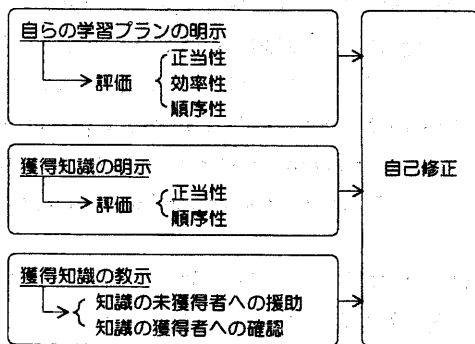 自らの学習プランの明示
正当性
評価
効率性
順序性
獲得知識の明示
正当性
評価
順序性
自己修正
獲得知識の教示
知識の未獲得者への援助
知識の獲得者への確認